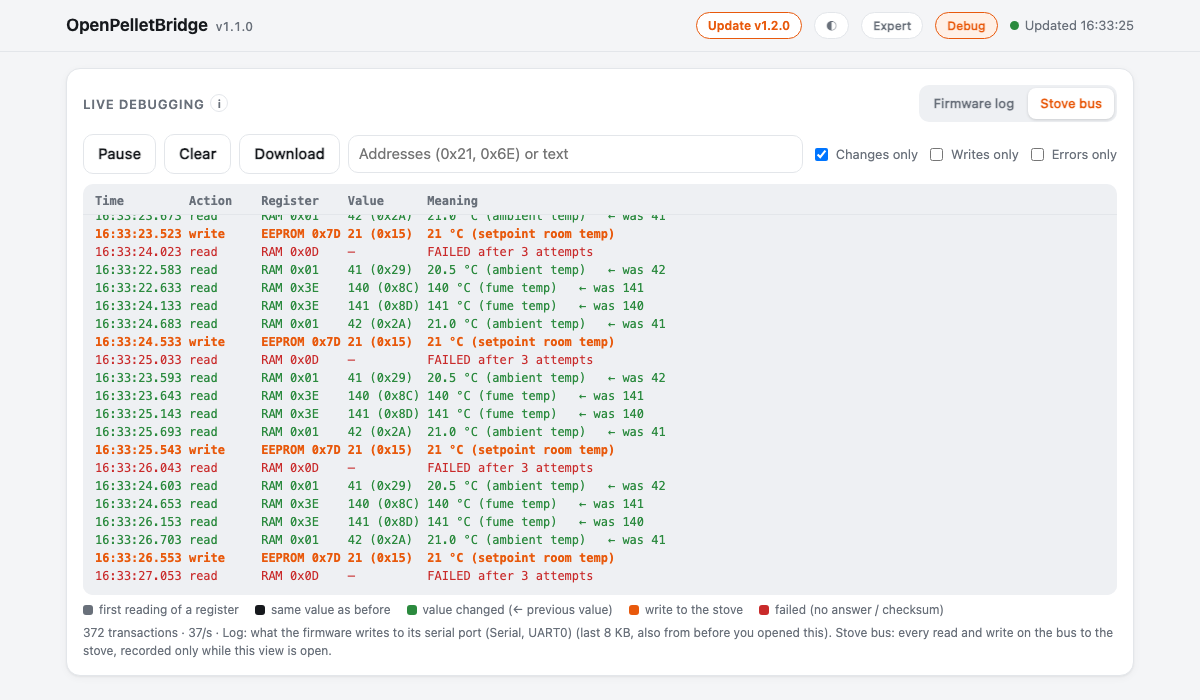 OpenPelletBridge v1.1.0 Update v1.2.0 Expert Debug Updated 16:33:25
LIVE DEBUGGING i Firmware log Stove bus
Pause Clear Download Addresses (0x21, 0x6E) or text Changes only Writes only Errors only
Time Action Register Value Meaning
16:33:23.673 read RAM 0x01 42 (0x2A) 21.0 °C (ambient temp) ← was 41
16:33:23.523 write EEPROM 0x7D 21 (0x15) 21 °C (setpoint room temp)
16:33:24.023 read RAM 0x0D — FAILED after 3 attempts
16:33:22.583 read RAM 0x01 41 (0x29) 20.5 °C (ambient temp) ← was 42
16:33:22.633 read RAM 0x3E 140 (0x8C) 140 °C (fume temp) ← was 141
16:33:24.133 read RAM 0x3E 141 (0x8D) 141 °C (fume temp) ← was 140
16:33:24.683 read RAM 0x01 42 (0x2A) 21.0 °C (ambient temp) ← was 41
16:33:24.533 write EEPROM 0x7D 21 (0x15) 21 °C (setpoint room temp)
16:33:25.033 read RAM 0x0D — FAILED after 3 attempts
16:33:23.593 read RAM 0x01 41 (0x29) 20.5 °C (ambient temp) ← was 42
16:33:23.643 read RAM 0x3E 140 (0x8C) 140 °C (fume temp) ← was 141
16:33:25.143 read RAM 0x3E 141 (0x8D) 141 °C (fume temp) ← was 140
16:33:25.693 read RAM 0x01 42 (0x2A) 21.0 °C (ambient temp) ← was 41
16:33:25.543 write EEPROM 0x7D 21 (0x15) 21 °C (setpoint room temp)
16:33:26.043 read RAM 0x0D — FAILED after 3 attempts
16:33:24.603 read RAM 0x01 41 (0x29) 20.5 °C (ambient temp) ← was 42
16:33:24.653 read RAM 0x3E 140 (0x8C) 140 °C (fume temp) ← was 141
16:33:26.153 read RAM 0x3E 141 (0x8D) 141 °C (fume temp) ← was 140
16:33:26.703 read RAM 0x01 42 (0x2A) 21.0 °C (ambient temp) ← was 41
16:33:26.553 write EEPROM 0x7D 21 (0x15) 21 °C (setpoint room temp)
16:33:27.053 read RAM 0x0D — FAILED after 3 attempts
first reading of a register same value as before value changed (← previous value) write to the stove failed (no answer / checksum)
372 transactions · 37/s · Log: what the firmware writes to its serial port (Serial, UART0) (last 8 KB, also from before you opened this). Stove bus: every read and write on the bus to the
stove, recorded only while this view is open.